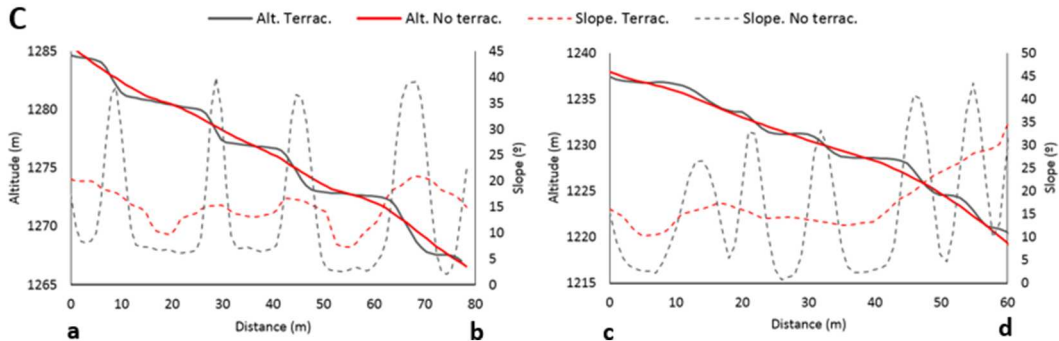 C
Alt. Terrac. Alt. No terrac. Slope. Terrac. Slope. No terrac.
1285 45 1240 50
40 45
1280 35 1235 40
30 35
1275 25 1230 30
20 25
1270 15 1225 20
10 15
1265 5 1220 10
0 5
1215 0
Altitude (m) Slope (º) Altitude (m) Slope (º)
0 10 20 30 40 50 60 70 80 0 10 20 30 40 50 60
a Distance (m) b c Distance (m) d